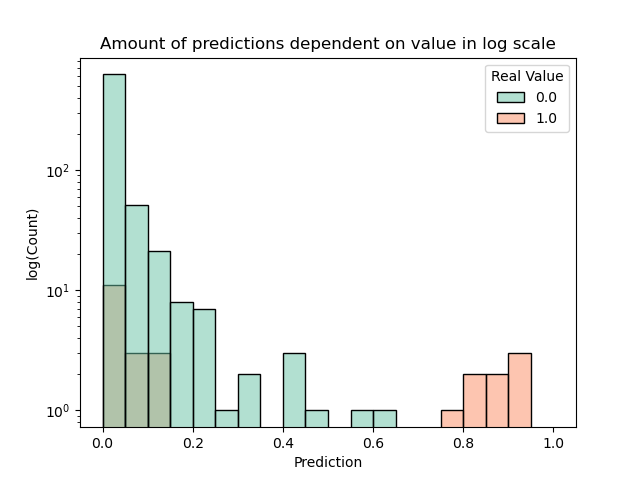 Amount of predictions dependent on value in log scale
Real Value
0.0
1.0
log(Count)
10²
10¹
10⁰
0.0 0.2 0.4 0.6 0.8 1.0
Prediction